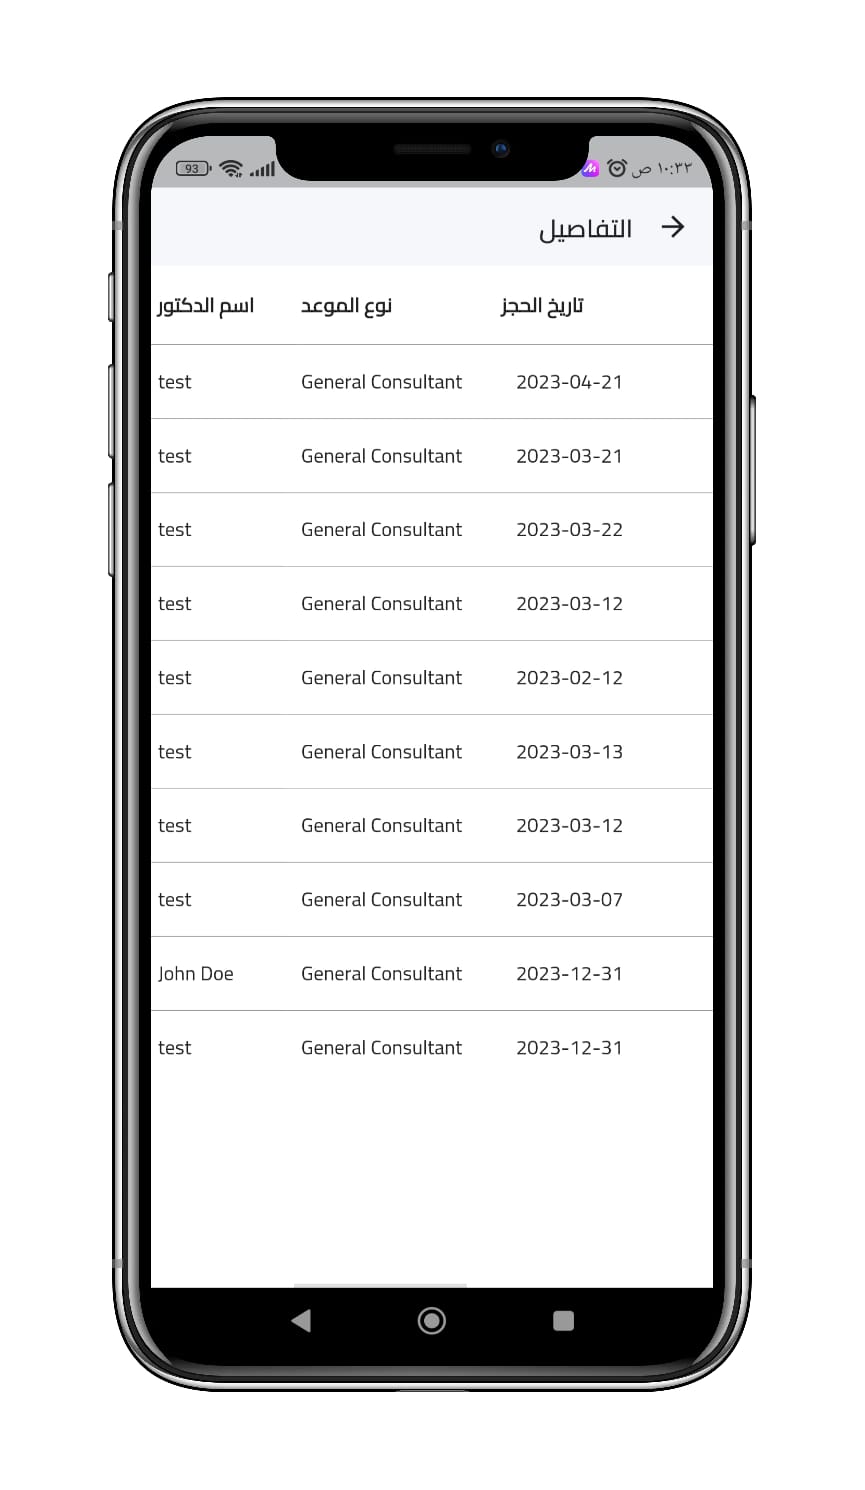 ١٠:٣٢ ص 93
التفاصيل
تاريخ الحجز نوع الموعد اسم الدكتور
2023-04-21 General Consultant test
2023-03-21 General Consultant test
2023-03-22 General Consultant test
2023-03-12 General Consultant test
2023-02-12 General Consultant test
2023-03-13 General Consultant test
2023-03-12 General Consultant test
2023-03-07 General Consultant test
2023-12-31 General Consultant John Doe
2023-12-31 General Consultant test